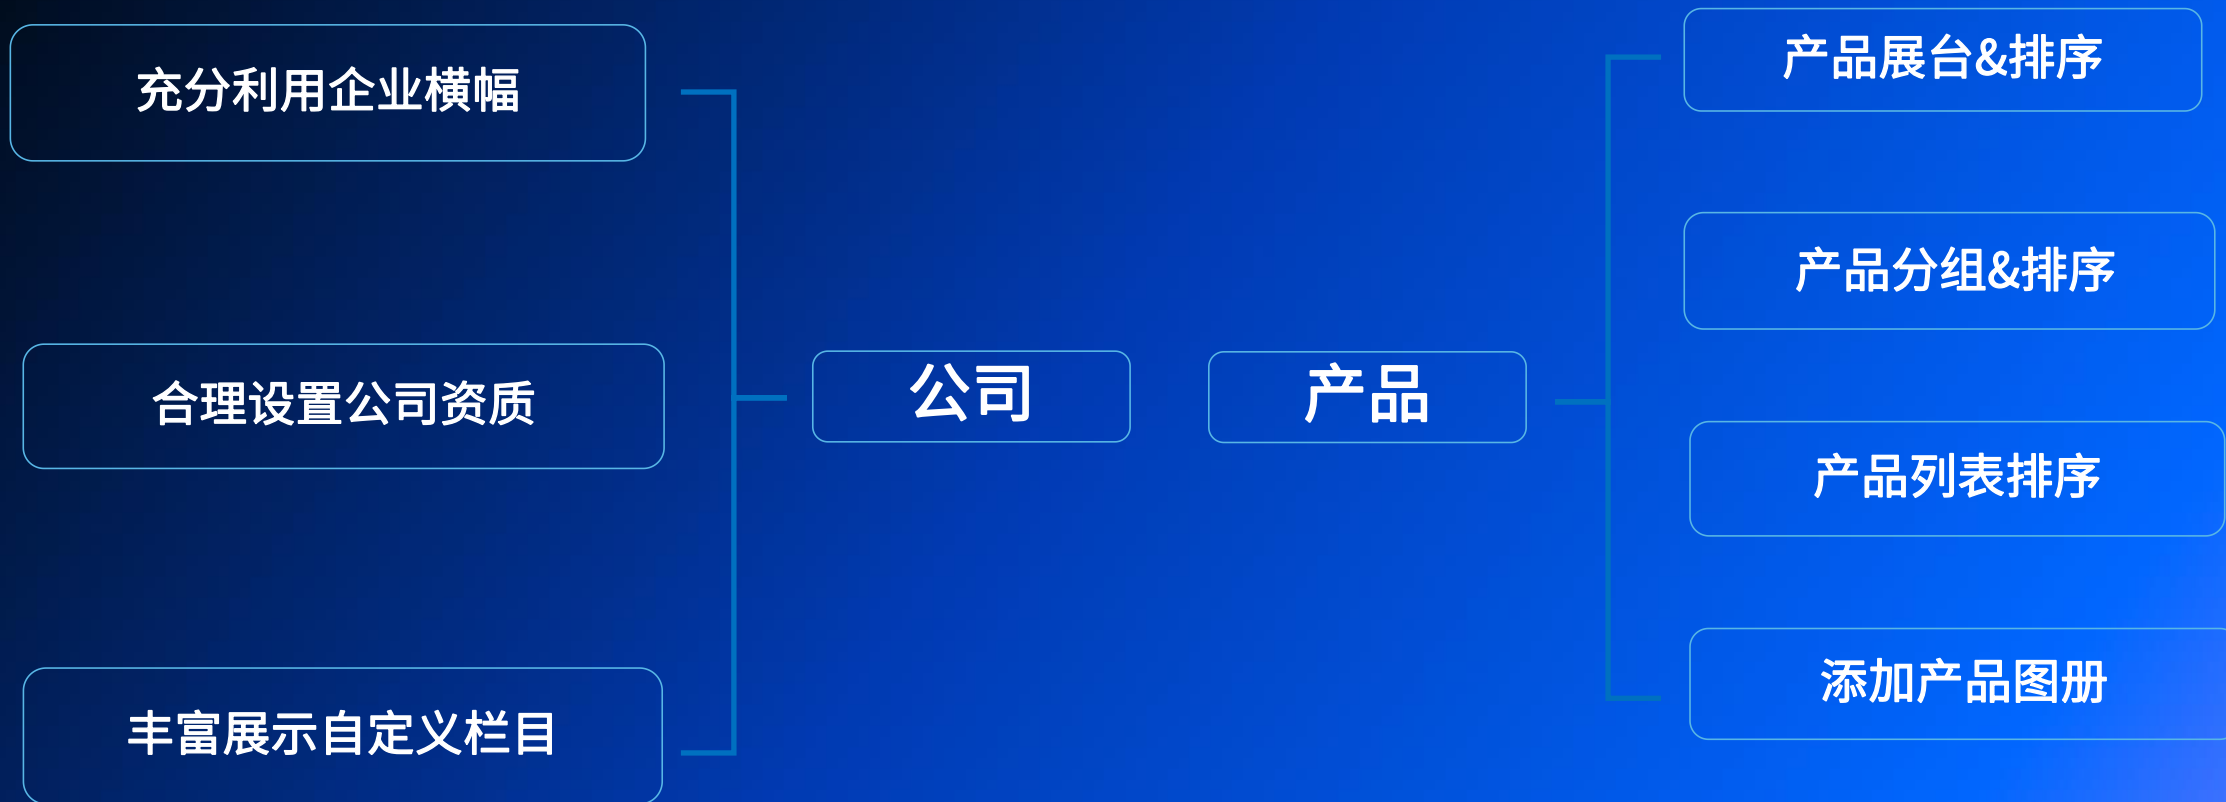 充分利用企业横幅
合理设置公司资质
丰富展示自定义栏目
公司
产品
产品展台&排序
产品分组&排序
产品列表排序
添加产品图册